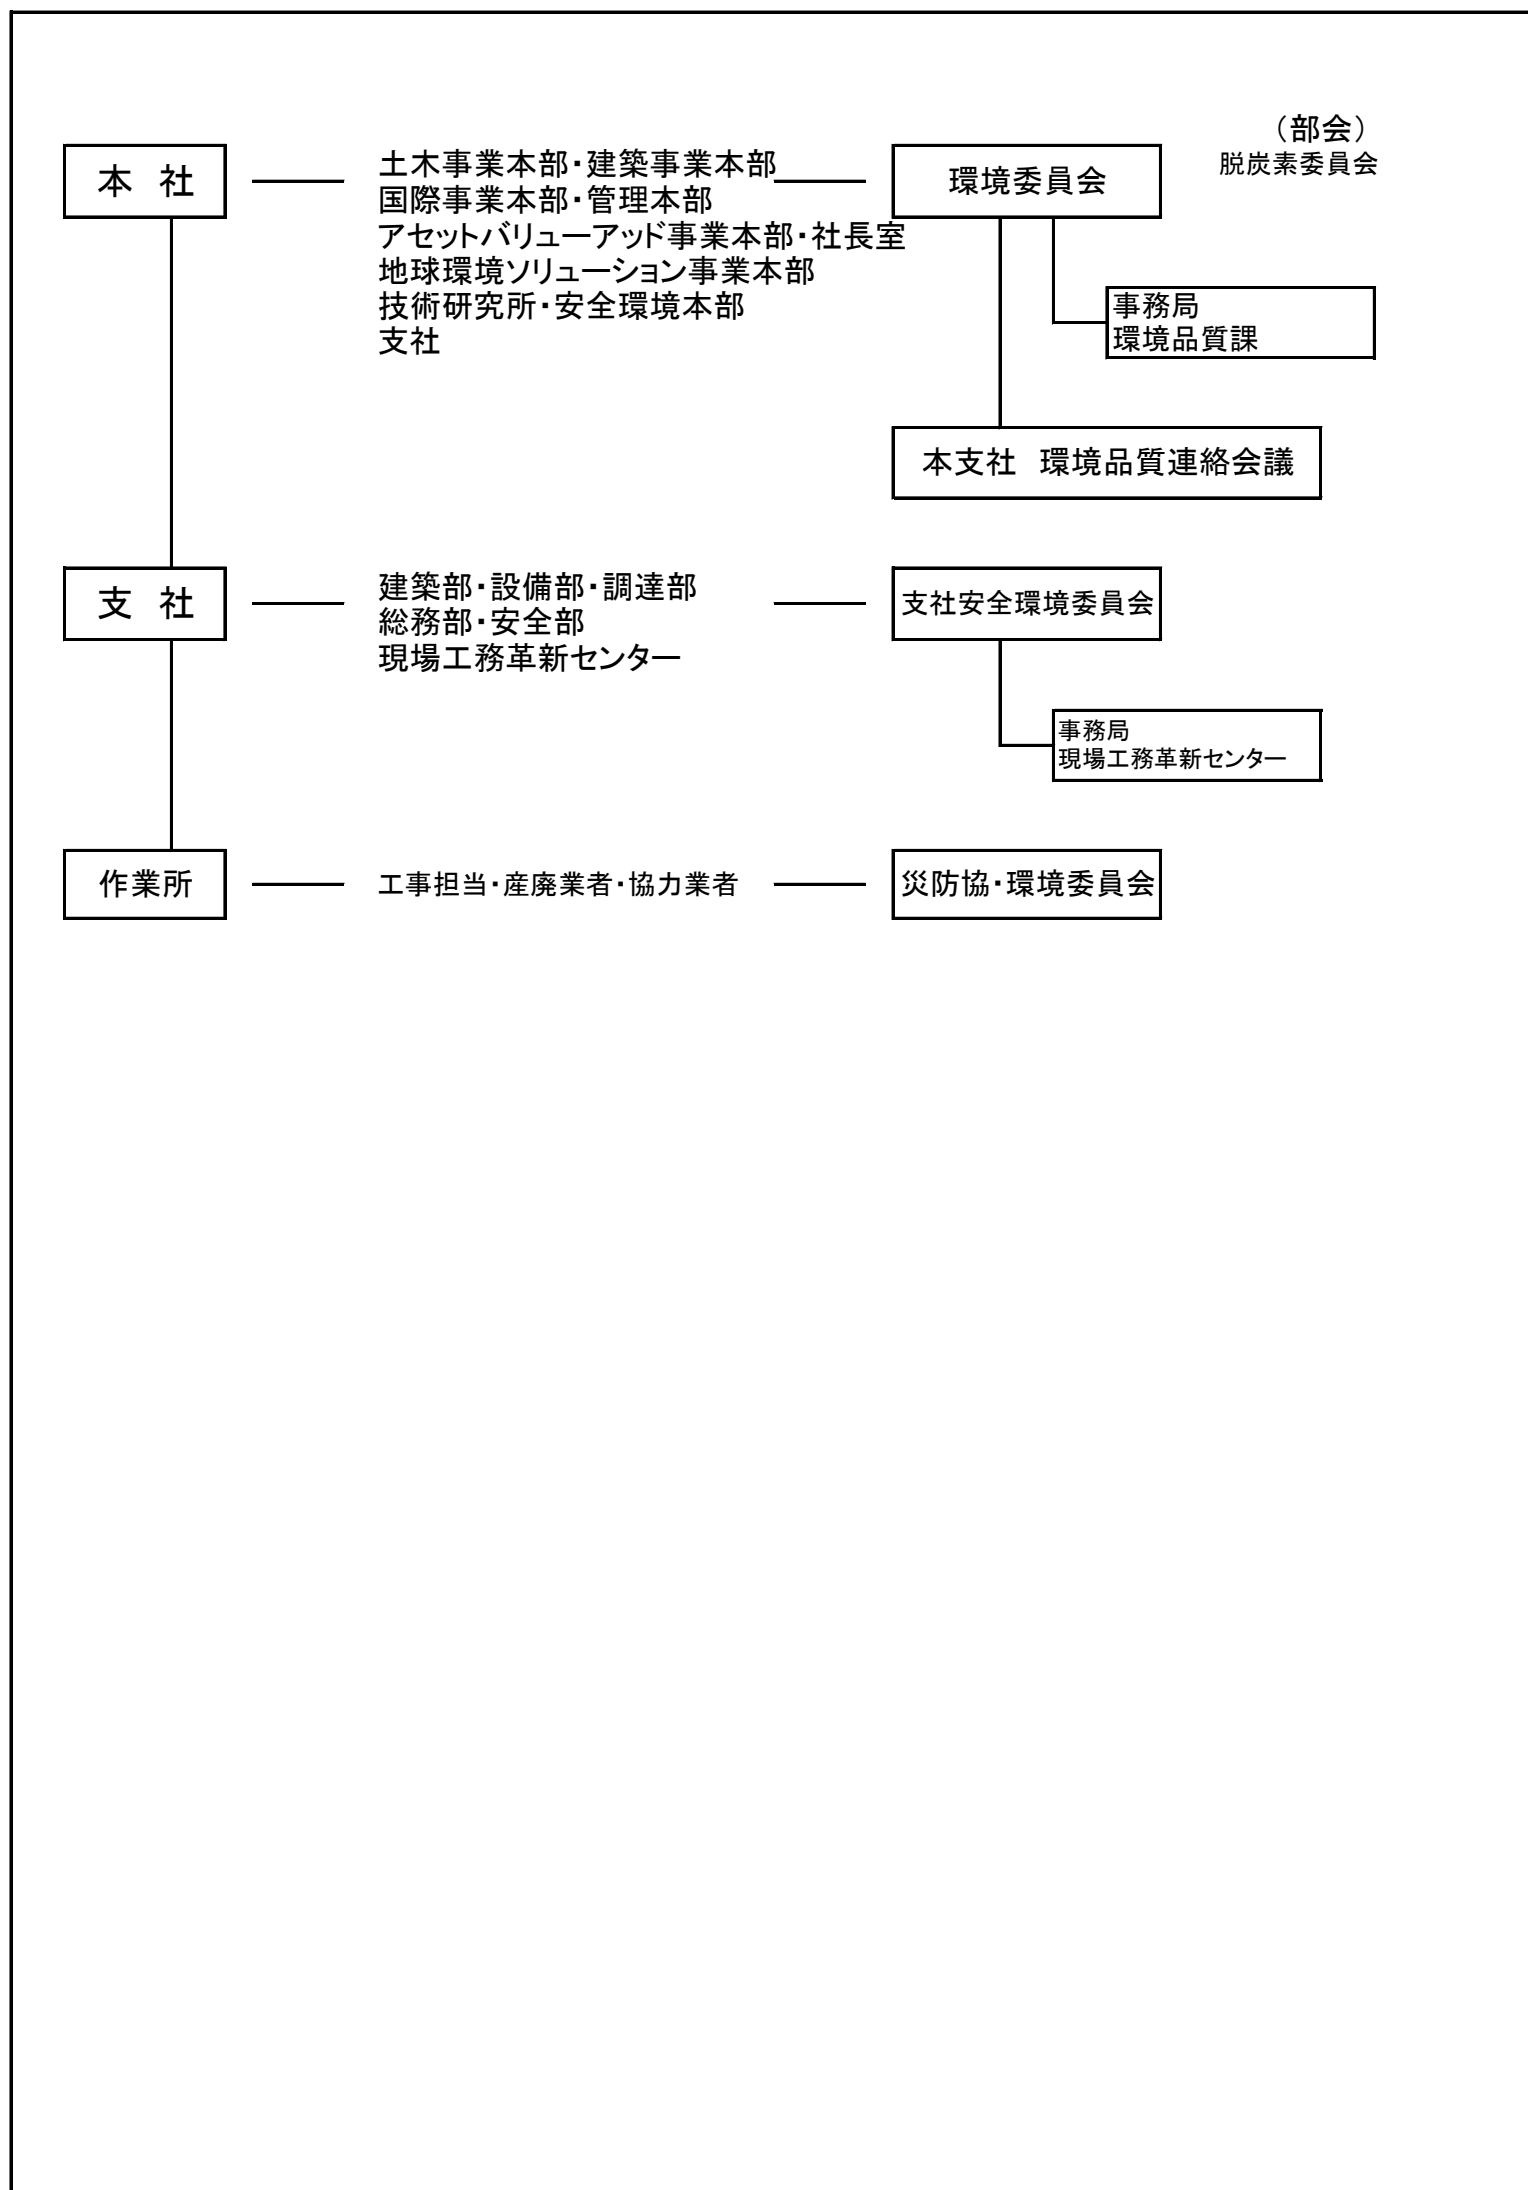 （部会）
脱炭素委員会
本　社
土木事業本部・建築事業本部
国際事業本部・管理本部
アセットバリューアッド事業本部・社長室
地球環境ソリューション事業本部
技術研究所・安全環境本部
支社
環境委員会
事務局
環境品質課
本支社　環境品質連絡会議
支　社
建築部・設備部・調達部
総務部・安全部
現場工務革新センター
支社安全環境委員会
事務局
現場工務革新センター
作業所
工事担当・産廃業者・協力業者
災防協・環境委員会